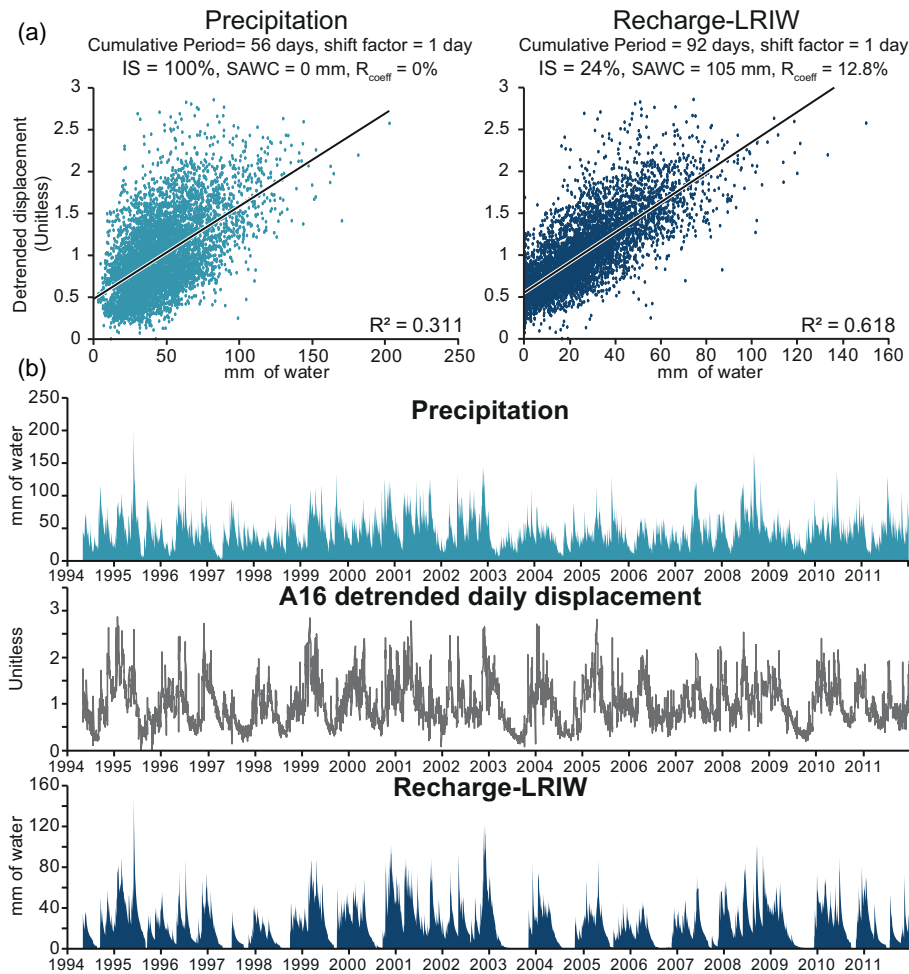 (a)
Precipitation
Cumulative Period= 56 days, shift factor = 1 day
IS = 100%, SAWC = 0 mm, Rcoeff = 0%
Recharge-LRIW
Cumulative Period = 92 days, shift factor = 1 day
IS = 24%, SAWC = 105 mm, Rcoeff = 12.8%
Detrended displacement
(Unitless)
3
2.5
2
1.5
1
0.5
0
R² = 0.311
0 50 100 150 200 250
mm of water
3
2.5
2
1.5
1
0.5
0
R² = 0.618
0 20 40 60 80 100 120 140 160
mm of water
(b)
Precipitation
mm of water
250
200
150
100
50
0
1994 1995 1996 1997 1998 1999 2000 2001 2002 2003 2004 2005 2006 2007 2008 2009 2010 2011
A16 detrended daily displacement
Unitless
3
2
1
0
1994 1995 1996 1997 1998 1999 2000 2001 2002 2003 2004 2005 2006 2007 2008 2009 2010 2011
Recharge-LRIW
mm of water
160
120
80
40
0
1994 1995 1996 1997 1998 1999 2000 2001 2002 2003 2004 2005 2006 2007 2008 2009 2010 2011